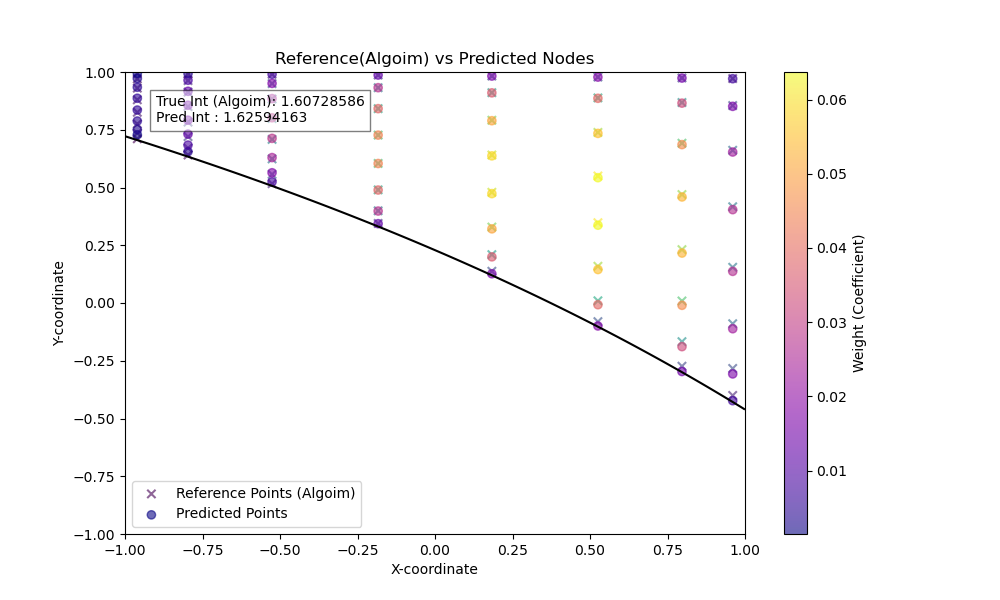 Reference(Algoim) vs Predicted Nodes
True Int (Algoim): 1.60728586
Pred Int : 1.62594163
1.00
0.75
0.50
0.25
0.00
−0.25
−0.50
−0.75
−1.00
Y-coordinate
Reference Points (Algoim)
Predicted Points
−1.00 −0.75 −0.50 −0.25 0.00 0.25 0.50 0.75 1.00
X-coordinate
0.06
0.05
0.04
0.03
0.02
0.01
Weight (Coefficient)